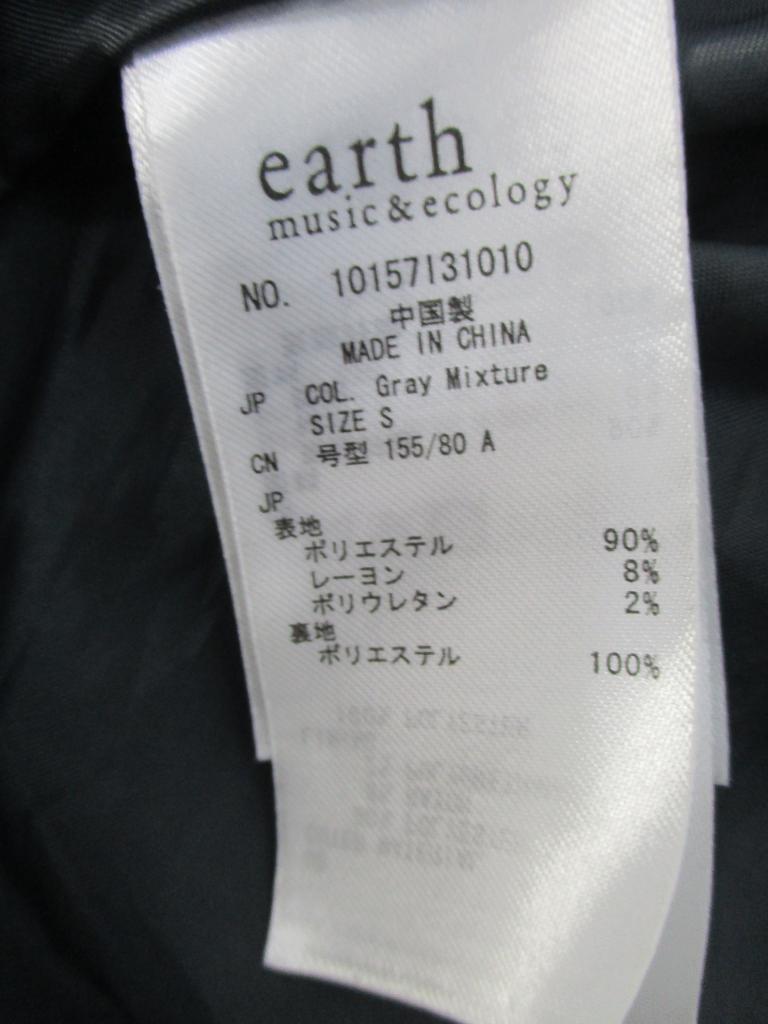 earth
music&ecology
NO. 10157131010
中国製
MADE IN CHINA
JP COL. Gray Mixture
SIZE S
CN 号型 155/80 A
JP
表地
ポリエステル 90%
レーヨン 8%
ポリウレタン 2%
裏地
ポリエステル 100%